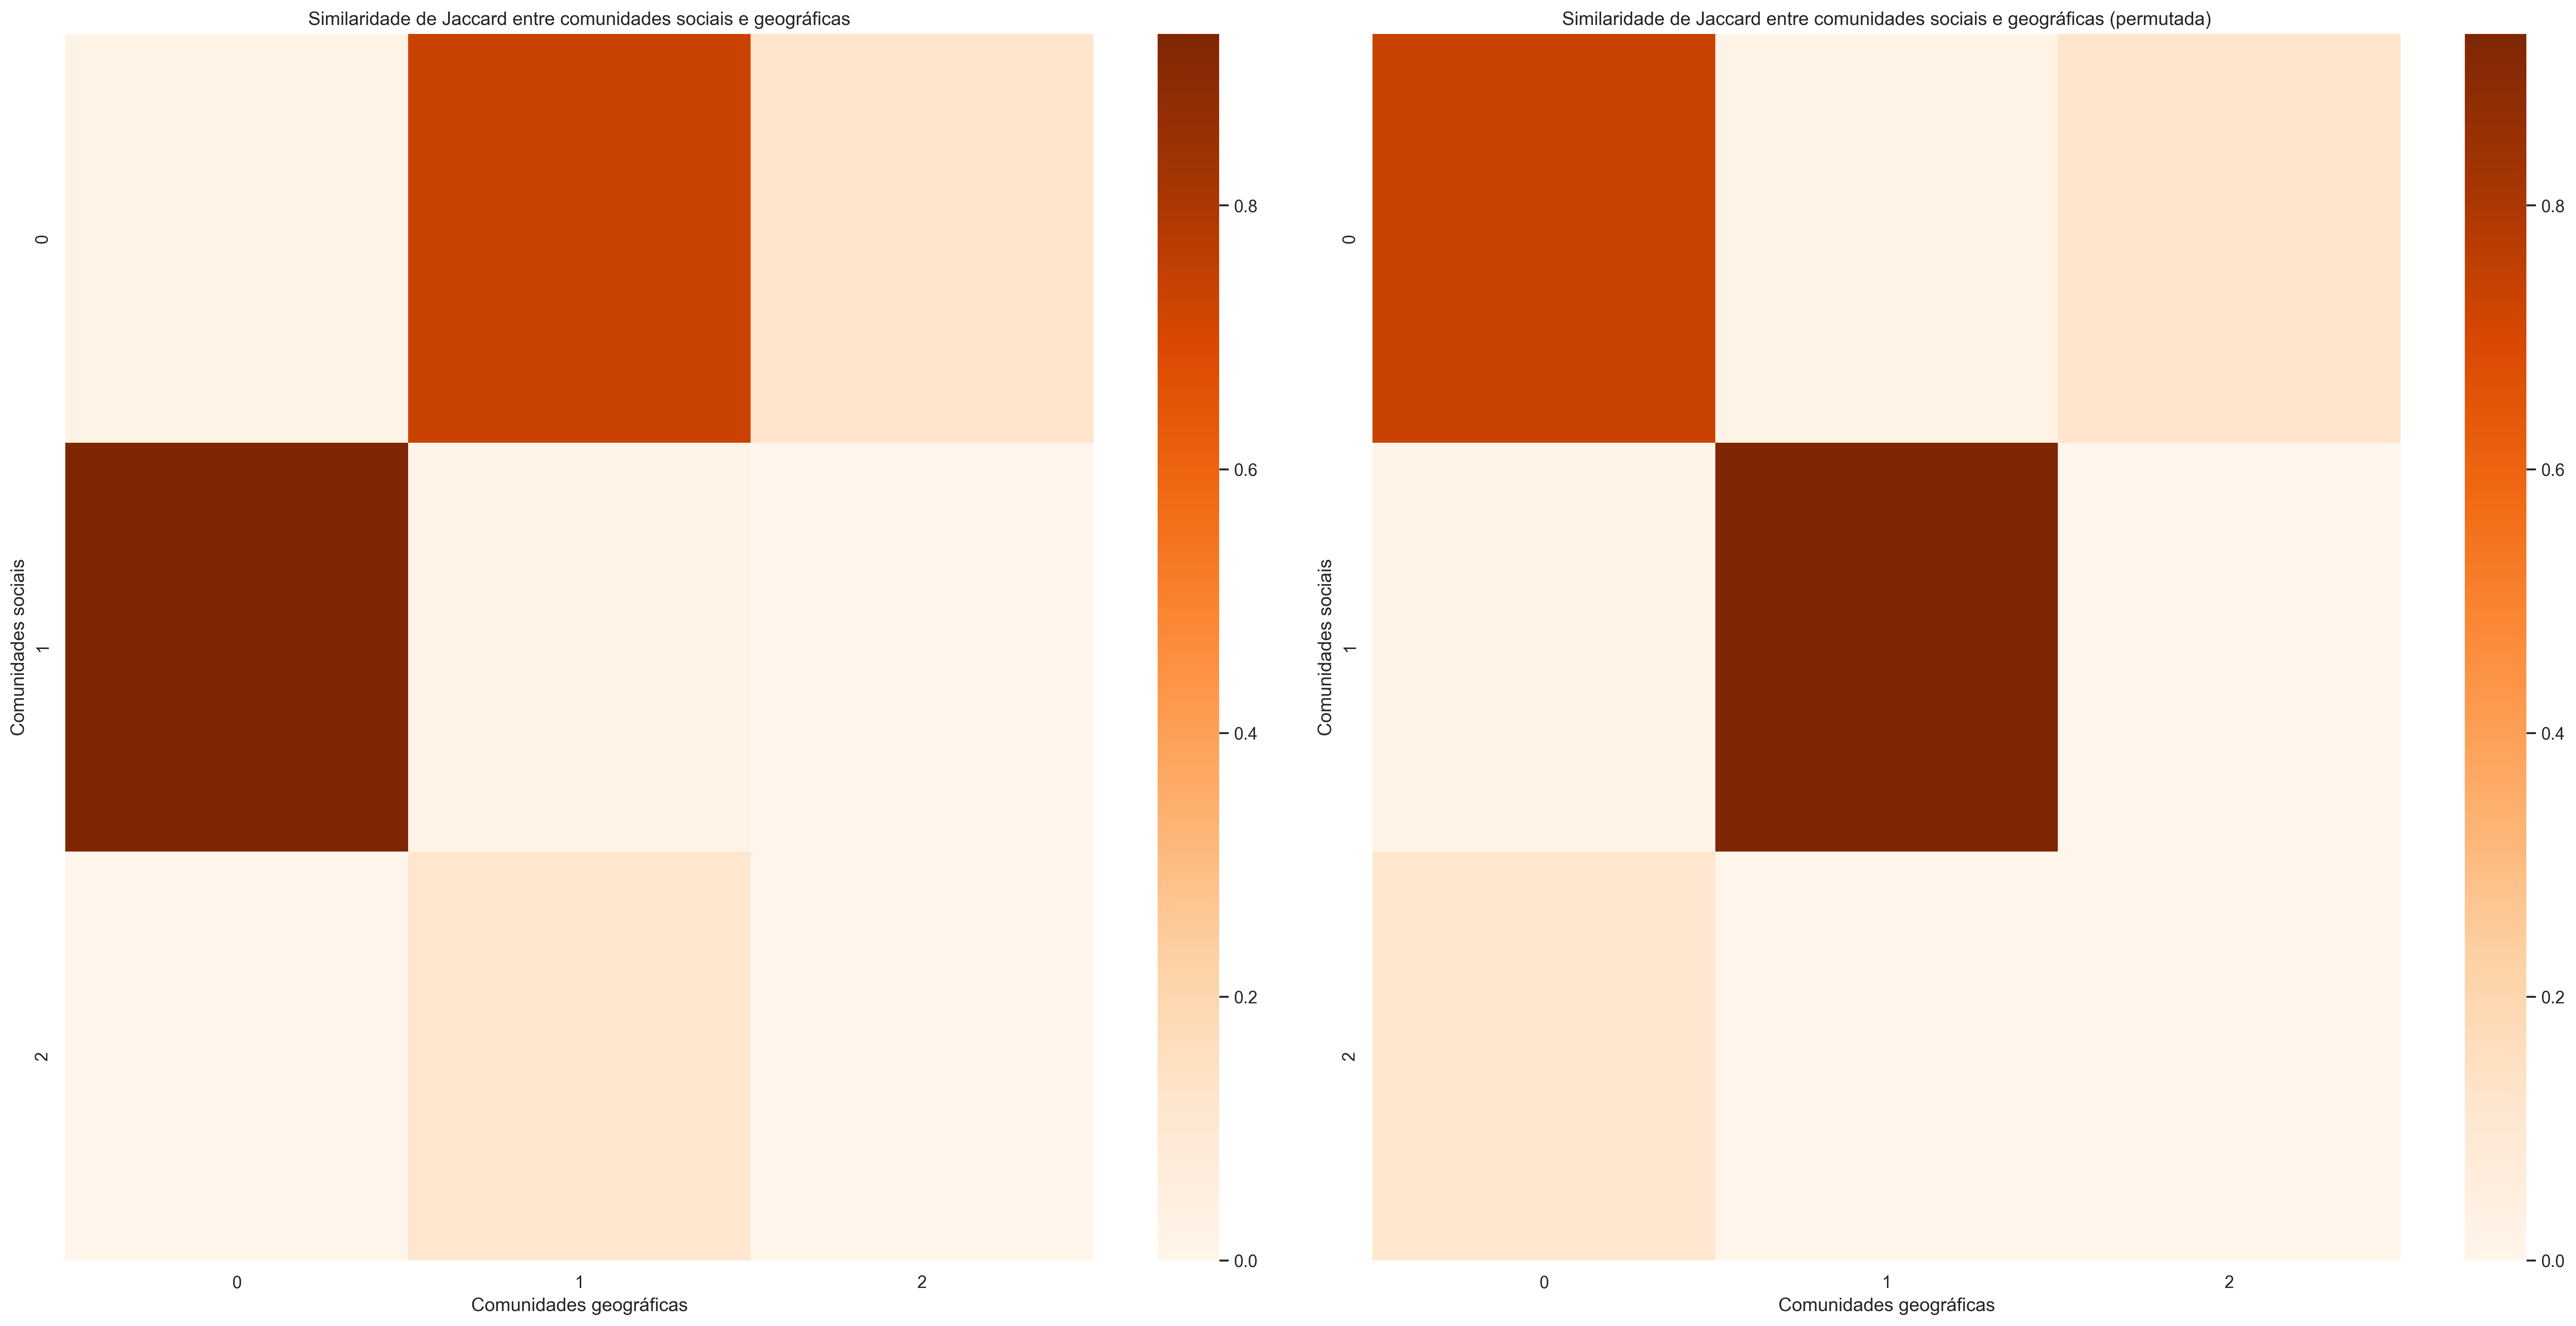 Similaridade de Jaccard entre comunidades sociais e geográficas
Comunidades sociais
0
1
2
0 1 2
Comunidades geográficas
0.8
0.6
0.4
0.2
0.0
Similaridade de Jaccard entre comunidades sociais e geográficas (permutada)
Comunidades sociais
0
1
2
0 1 2
Comunidades geográficas
0.8
0.6
0.4
0.2
0.0